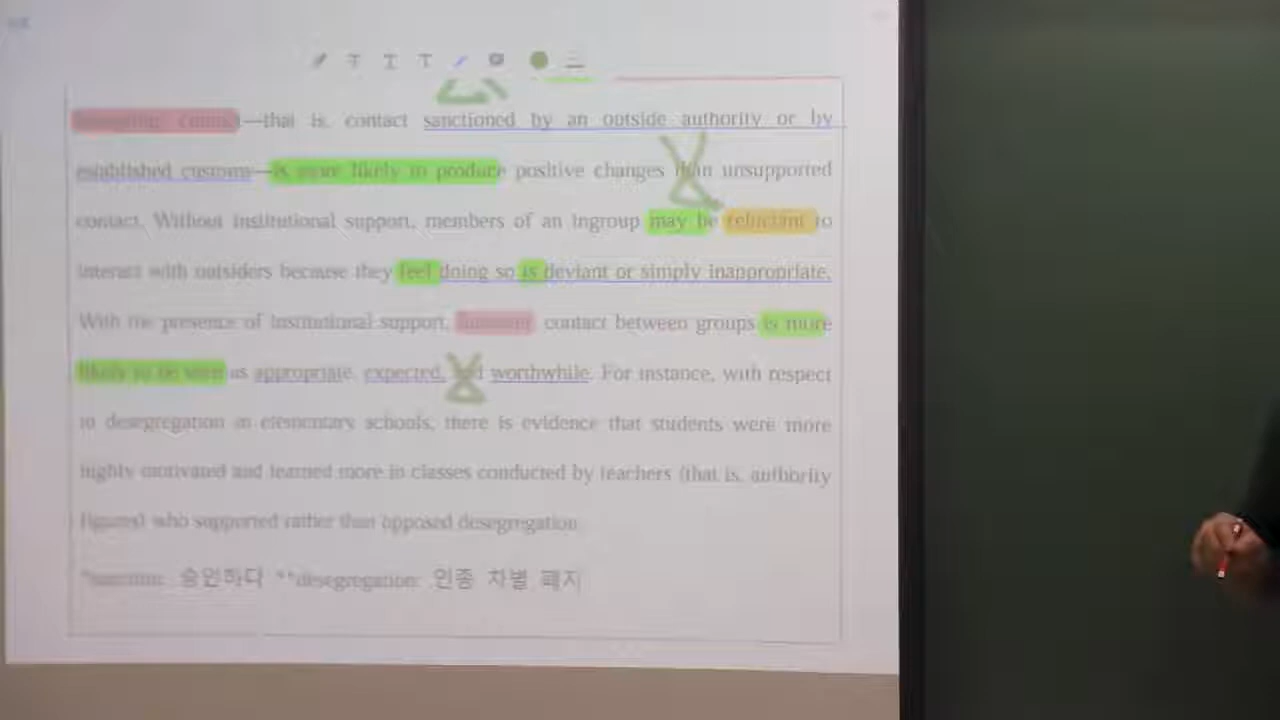 —that is, contact sanctioned by an outside authority or by
established customs—is more likely to produce positive changes than unsupported
contact. Without institutional support, members of an ingroup may be reluctant to
interact with outsiders because they feel doing so is deviant or simply inappropriate.
With the presence of institutional support, contact between groups is more
likely to be seen as appropriate, expected, and worthwhile. For instance, with respect
to desegregation in elementary schools, there is evidence that students were more
highly motivated and learned more in classes conducted by teachers (that is, authority
figures) who supported rather than opposed desegregation.
*sanction: 승인하다 **desegregation: 인종 차별 폐지